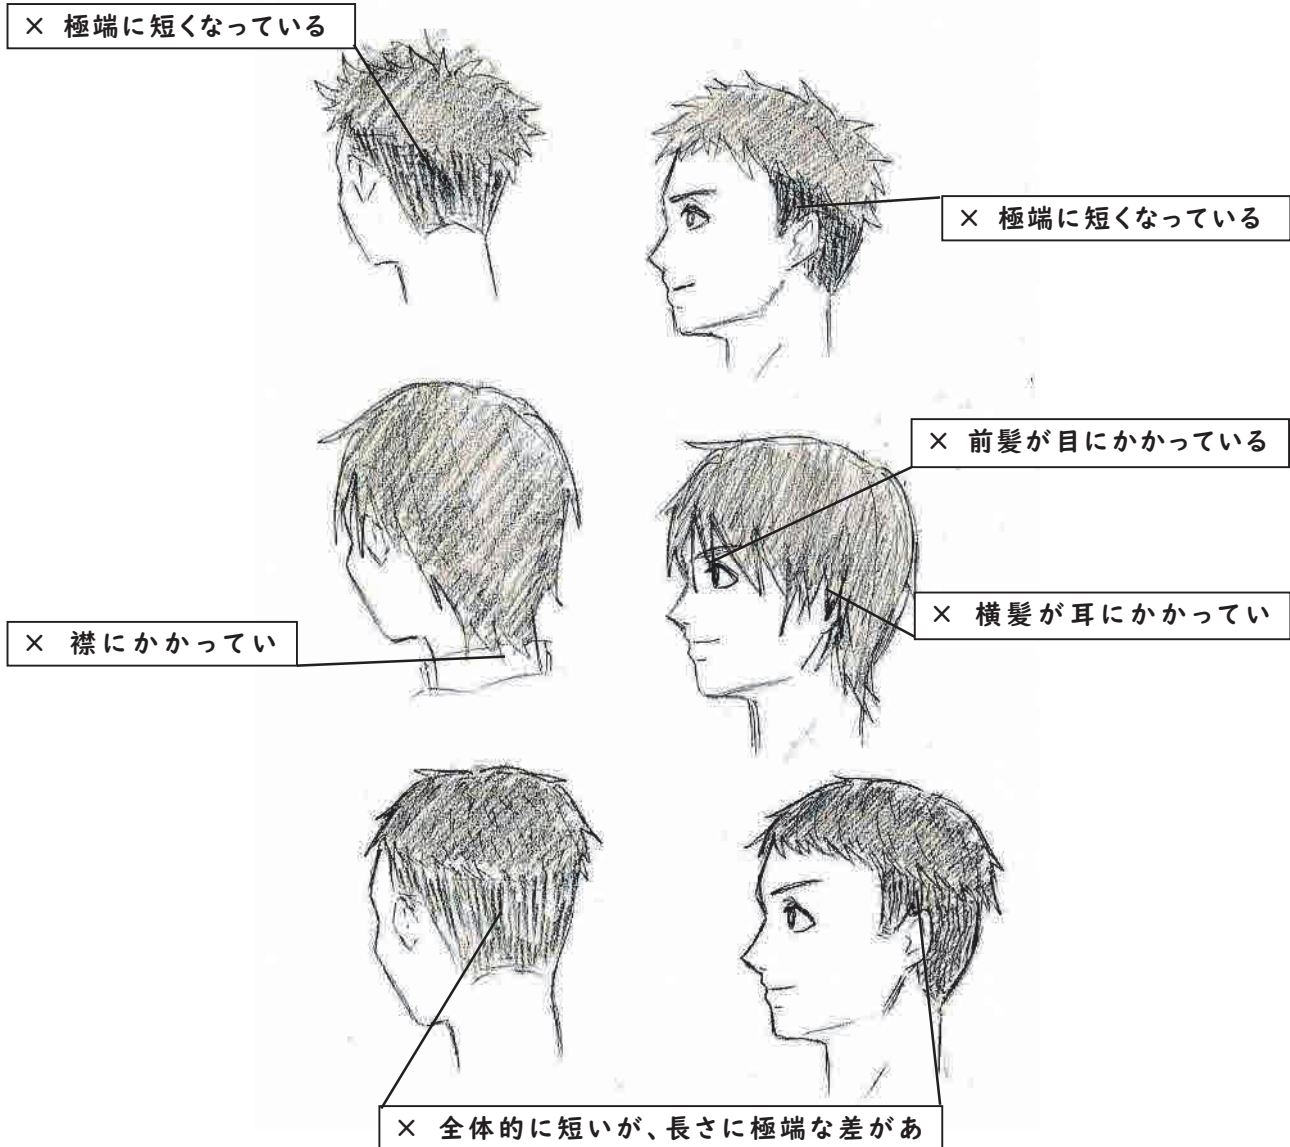 × 極端に短くなっている
× 極端に短くなっている
× 前髪が目にかかっている
× 横髪が耳にかかってい
× 襟にかかってい
× 全体的に短いが、長さに極端な差があ